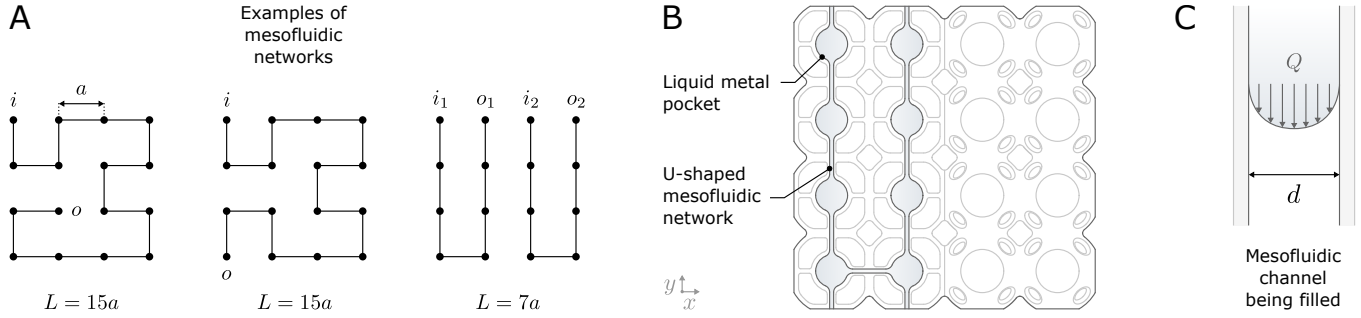 A
Examples of
mesofluidic
networks
i
a
o
L = 15a
i
o
L = 15a
i₁
o₁
i₂
o₂
L = 7a
B
Liquid metal
pocket
U-shaped
mesofluidic
network
y
x
C
Q
d
Mesofluidic
channel
being filled